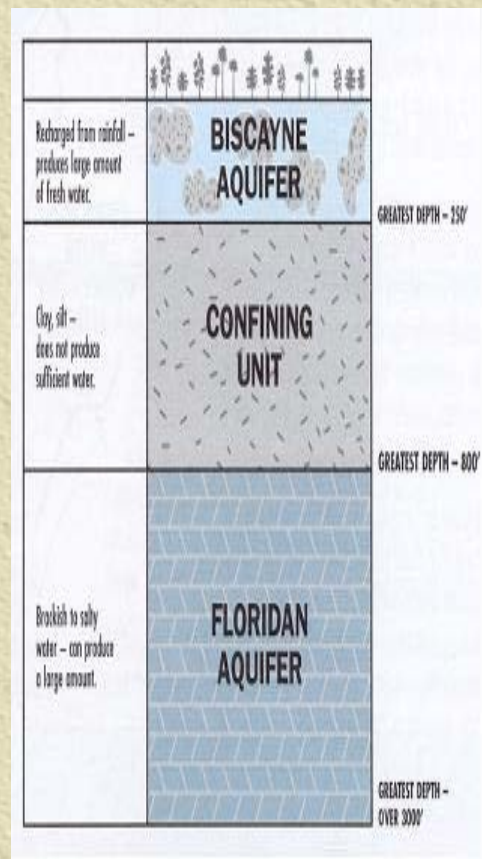 Recharged from rainfall –
produces large amount
of fresh water.
BISCAYNE
AQUIFER
GREATEST DEPTH – 250'
Clay, silt –
does not produce
sufficient water.
CONFINING
UNIT
GREATEST DEPTH – 800'
Brackish to salty
water – can produce
a large amount.
FLORIDAN
AQUIFER
GREATEST DEPTH –
OVER 3000'